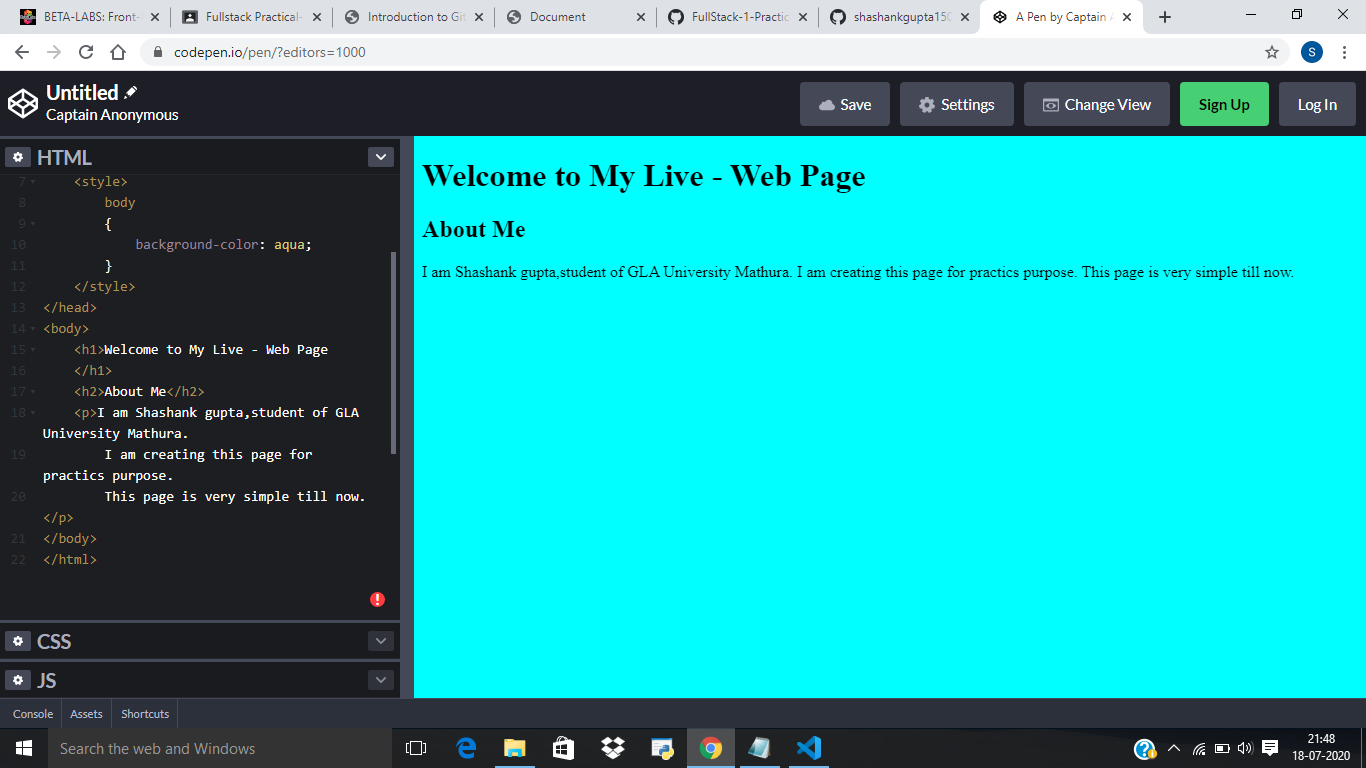 BETA-LABS: Front-
Fullstack Practical-
Introduction to Git
Document
FullStack-1-Practic
shashankgupta150
A Pen by Captain A
codepen.io/pen/?editors=1000
S
Untitled
Captain Anonymous
Save
Settings
Change View
Sign Up
Log In
HTML
7 <style>
8 body
9 {
10 background-color: aqua;
11 }
12 </style>
13 </head>
14 <body>
15 <h1>Welcome to My Live - Web Page
16 </h1>
17 <h2>About Me</h2>
18 <p>I am Shashank gupta,student of GLA
University Mathura.
19 I am creating this page for
practics purpose.
20 This page is very simple till now.
</p>
21 </body>
22 </html>
CSS
JS
Welcome to My Live - Web Page
About Me
I am Shashank gupta,student of GLA University Mathura. I am creating this page for practics purpose. This page is very simple till now.
Console
Assets
Shortcuts
Search the web and Windows
21:48
18-07-2020